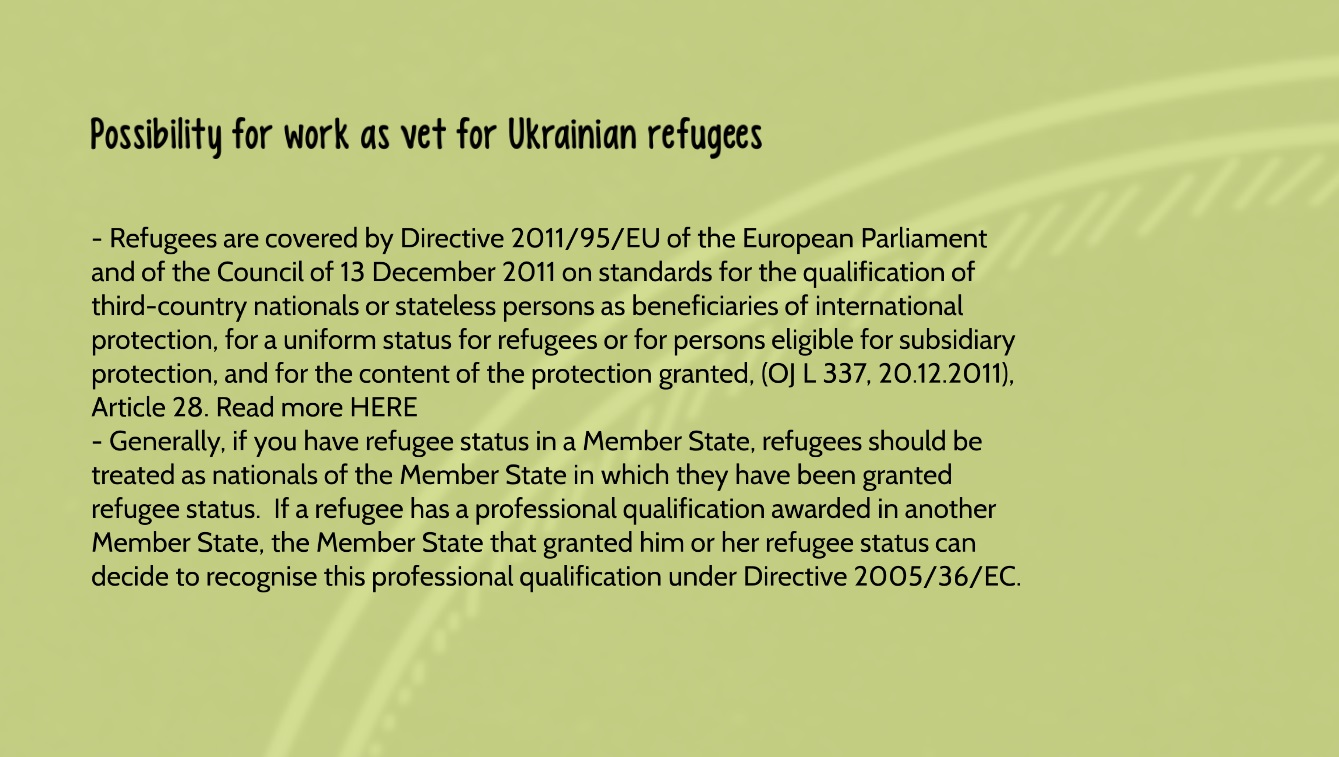 Possibility for work as vet for Ukrainian refugees
- Refugees are covered by Directive 2011/95/EU of the European Parliament
and of the Council of 13 December 2011 on standards for the qualification of
third-country nationals or stateless persons as beneficiaries of international
protection, for a uniform status for refugees or for persons eligible for subsidiary
protection, and for the content of the protection granted, (OJ L 337, 20.12.2011),
Article 28. Read more HERE
- Generally, if you have refugee status in a Member State, refugees should be
treated as nationals of the Member State in which they have been granted
refugee status.  If a refugee has a professional qualification awarded in another
Member State, the Member State that granted him or her refugee status can
decide to recognise this professional qualification under Directive 2005/36/EC.